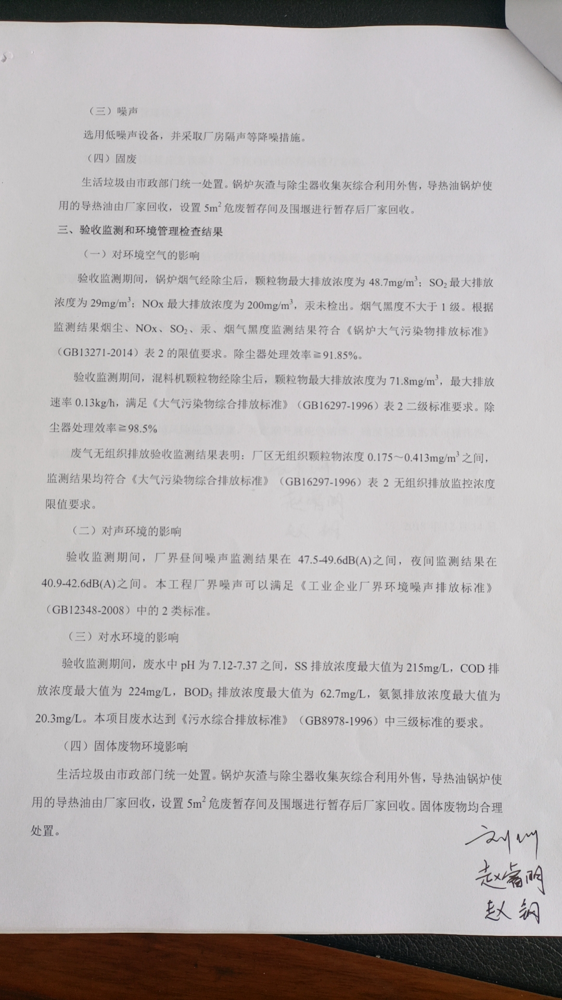 （三）噪声
选用低噪声设备，并采取厂房隔声等降噪措施。
（四）固废
生活垃圾由市政部门统一处置。锅炉灰渣与除尘器收集灰综合利用外售，导热油锅炉使
用的导热油由厂家回收，设置 5m² 危废暂存间及围堰进行暂存后厂家回收。
三、验收监测和环境管理检查结果
（一）对环境空气的影响
验收监测期间，锅炉烟气经除尘后，颗粒物最大排放浓度为 48.7mg/m³；SO₂ 最大排放
浓度为 29mg/m³；NOx 最大排放浓度为 200mg/m³，汞未检出。烟气黑度不大于 1 级。根据
监测结果烟尘、NOx、SO₂、汞、烟气黑度监测结果符合《锅炉大气污染物排放标准》
（GB13271-2014）表 2 的限值要求。除尘器处理效率≧91.85%。
验收监测期间，混料机颗粒物经除尘后，颗粒物最大排放浓度为 71.8mg/m³，最大排放
速率 0.13kg/h，满足《大气污染物综合排放标准》（GB16297-1996）表 2 二级标准要求。除
尘器处理效率≧98.5%
废气无组织排放验收监测结果表明：厂区无组织颗粒物浓度 0.175～0.413mg/m³ 之间，
监测结果均符合《大气污染物综合排放标准》（GB16297-1996）表 2 无组织排放监控浓度
限值要求。
（二）对声环境的影响
验收监测期间，厂界昼间噪声监测结果在 47.5-49.6dB(A)之间，夜间监测结果在
40.9-42.6dB(A)之间。本工程厂界噪声可以满足《工业企业厂界环境噪声排放标准》
（GB12348-2008）中的 2 类标准。
（三）对水环境的影响
验收监测期间，废水中 pH 为 7.12-7.37 之间，SS 排放浓度最大值为 215mg/L，COD 排
放浓度最大值为 224mg/L，BOD₅ 排放浓度最大值为 62.7mg/L，氨氮排放浓度最大值为
20.3mg/L。本项目废水达到《污水综合排放标准》（GB8978-1996）中三级标准的要求。
（四）固体废物环境影响
生活垃圾由市政部门统一处置。锅炉灰渣与除尘器收集灰综合利用外售，导热油锅炉使
用的导热油由厂家回收，设置 5m² 危废暂存间及围堰进行暂存后厂家回收。固体废物均合理
处置。
刘川
赵睿明
赵钢